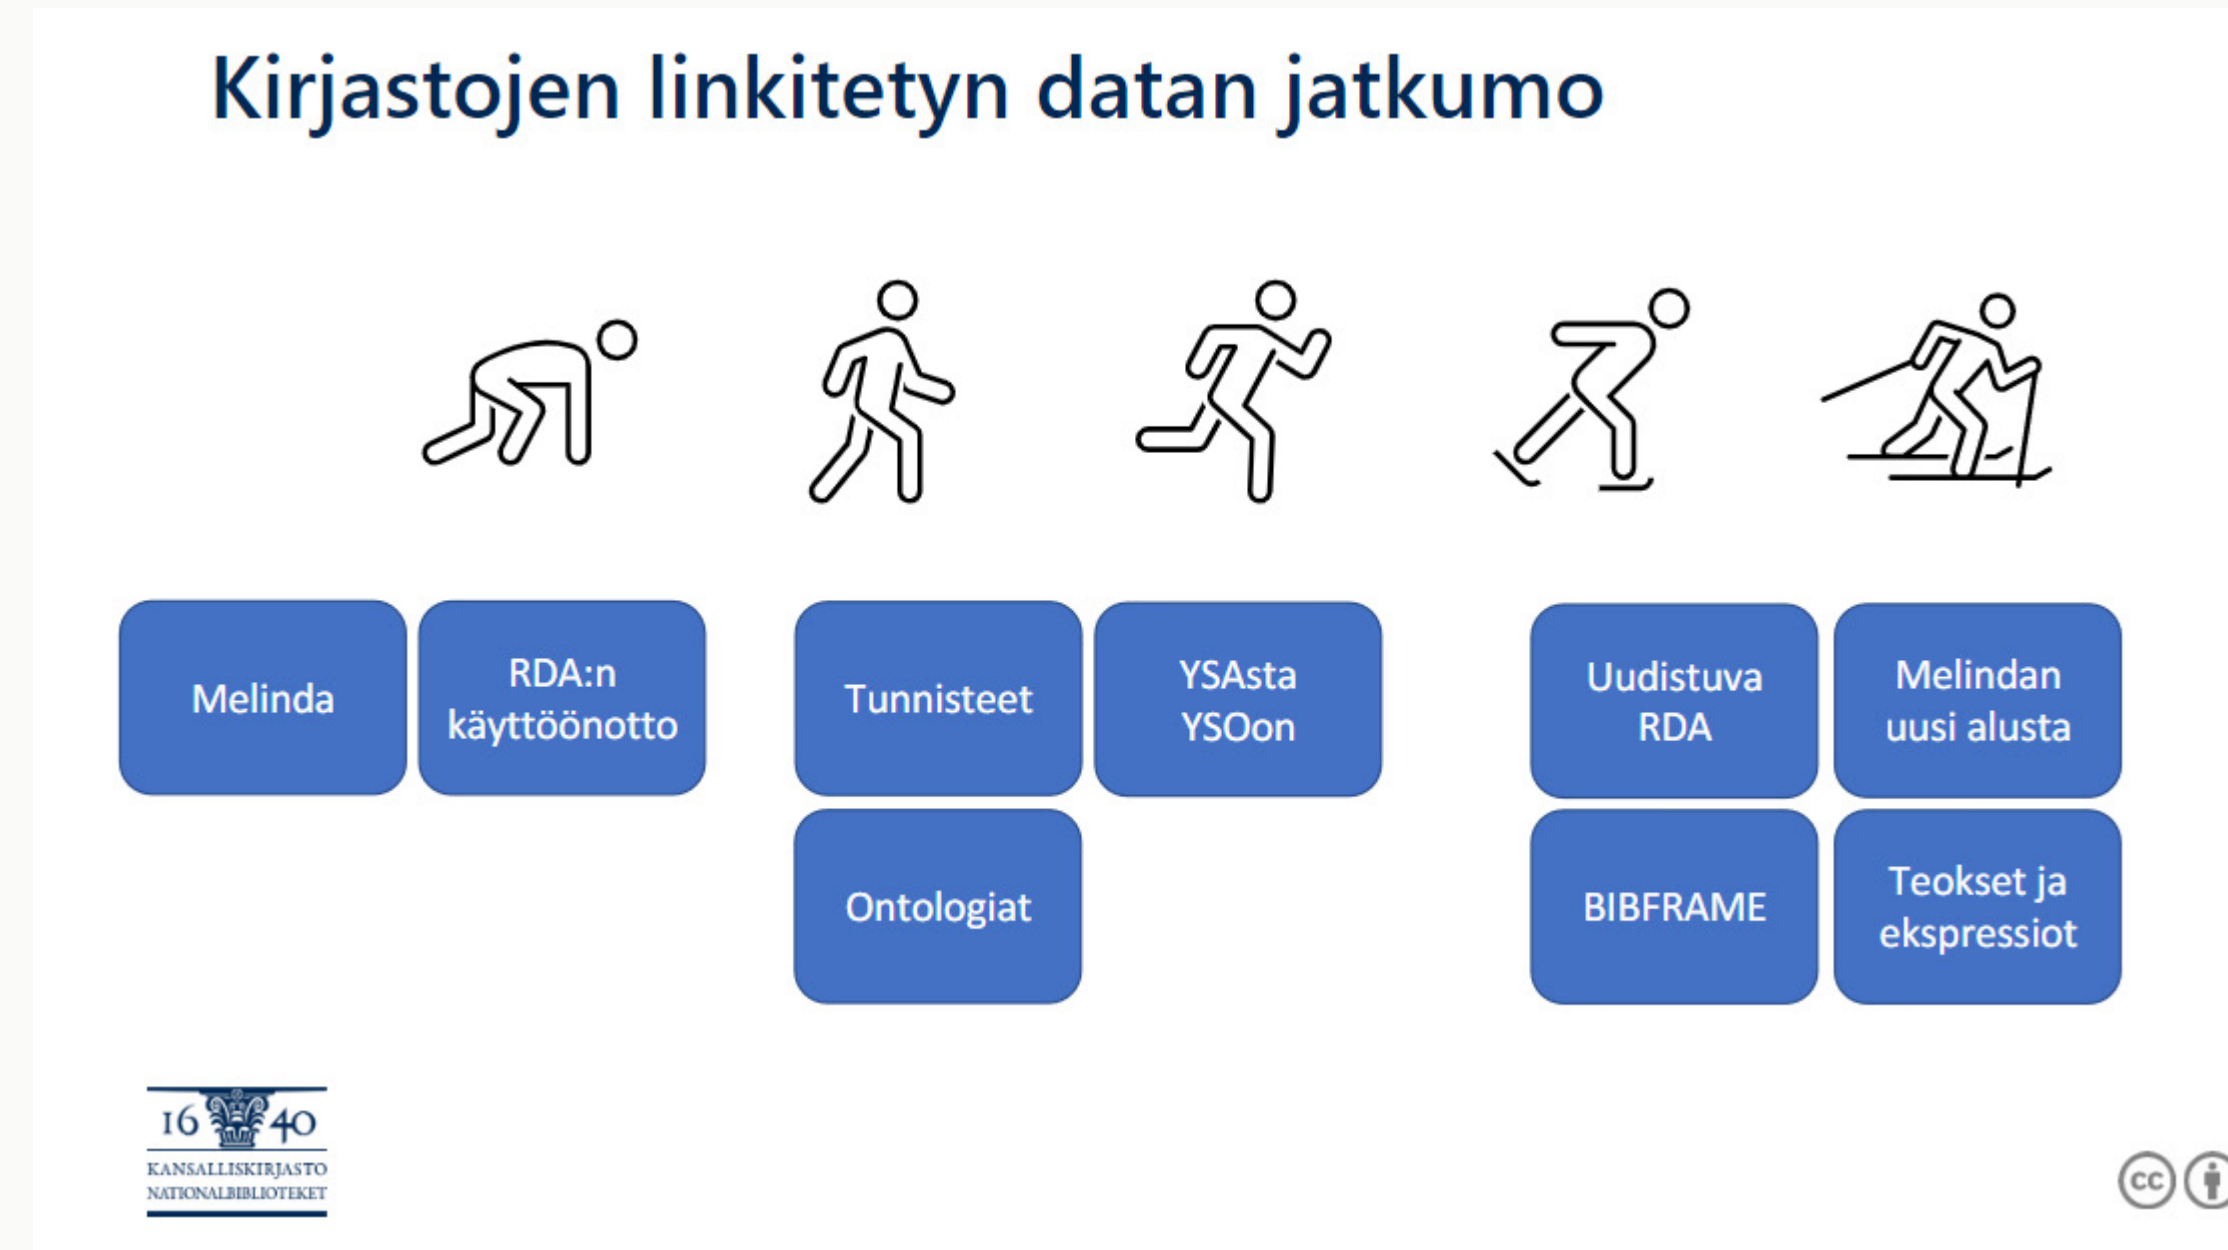 Kirjastojen linkitetyn datan jatkumo
Melinda
RDA:n
käyttöönotto
Tunnisteet
YSAsta
YSOon
Uudistuva
RDA
Melindan
uusi alusta
Ontologiat
BIBFRAME
Teokset ja
ekspressiot
16 40
KANSALLISKIRJASTO
NATIONALBIBLIOTEKET
cc